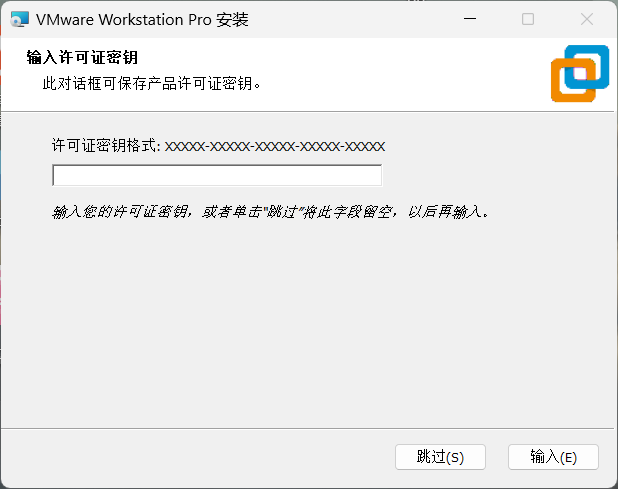 VMware Workstation Pro 安装
输入许可证密钥
此对话框可保存产品许可证密钥。
许可证密钥格式: XXXXX-XXXXX-XXXXX-XXXXX-XXXXX
输入您的许可证密钥，或者单击"跳过"将此字段留空，以后再输入。
跳过(S) 输入(E)